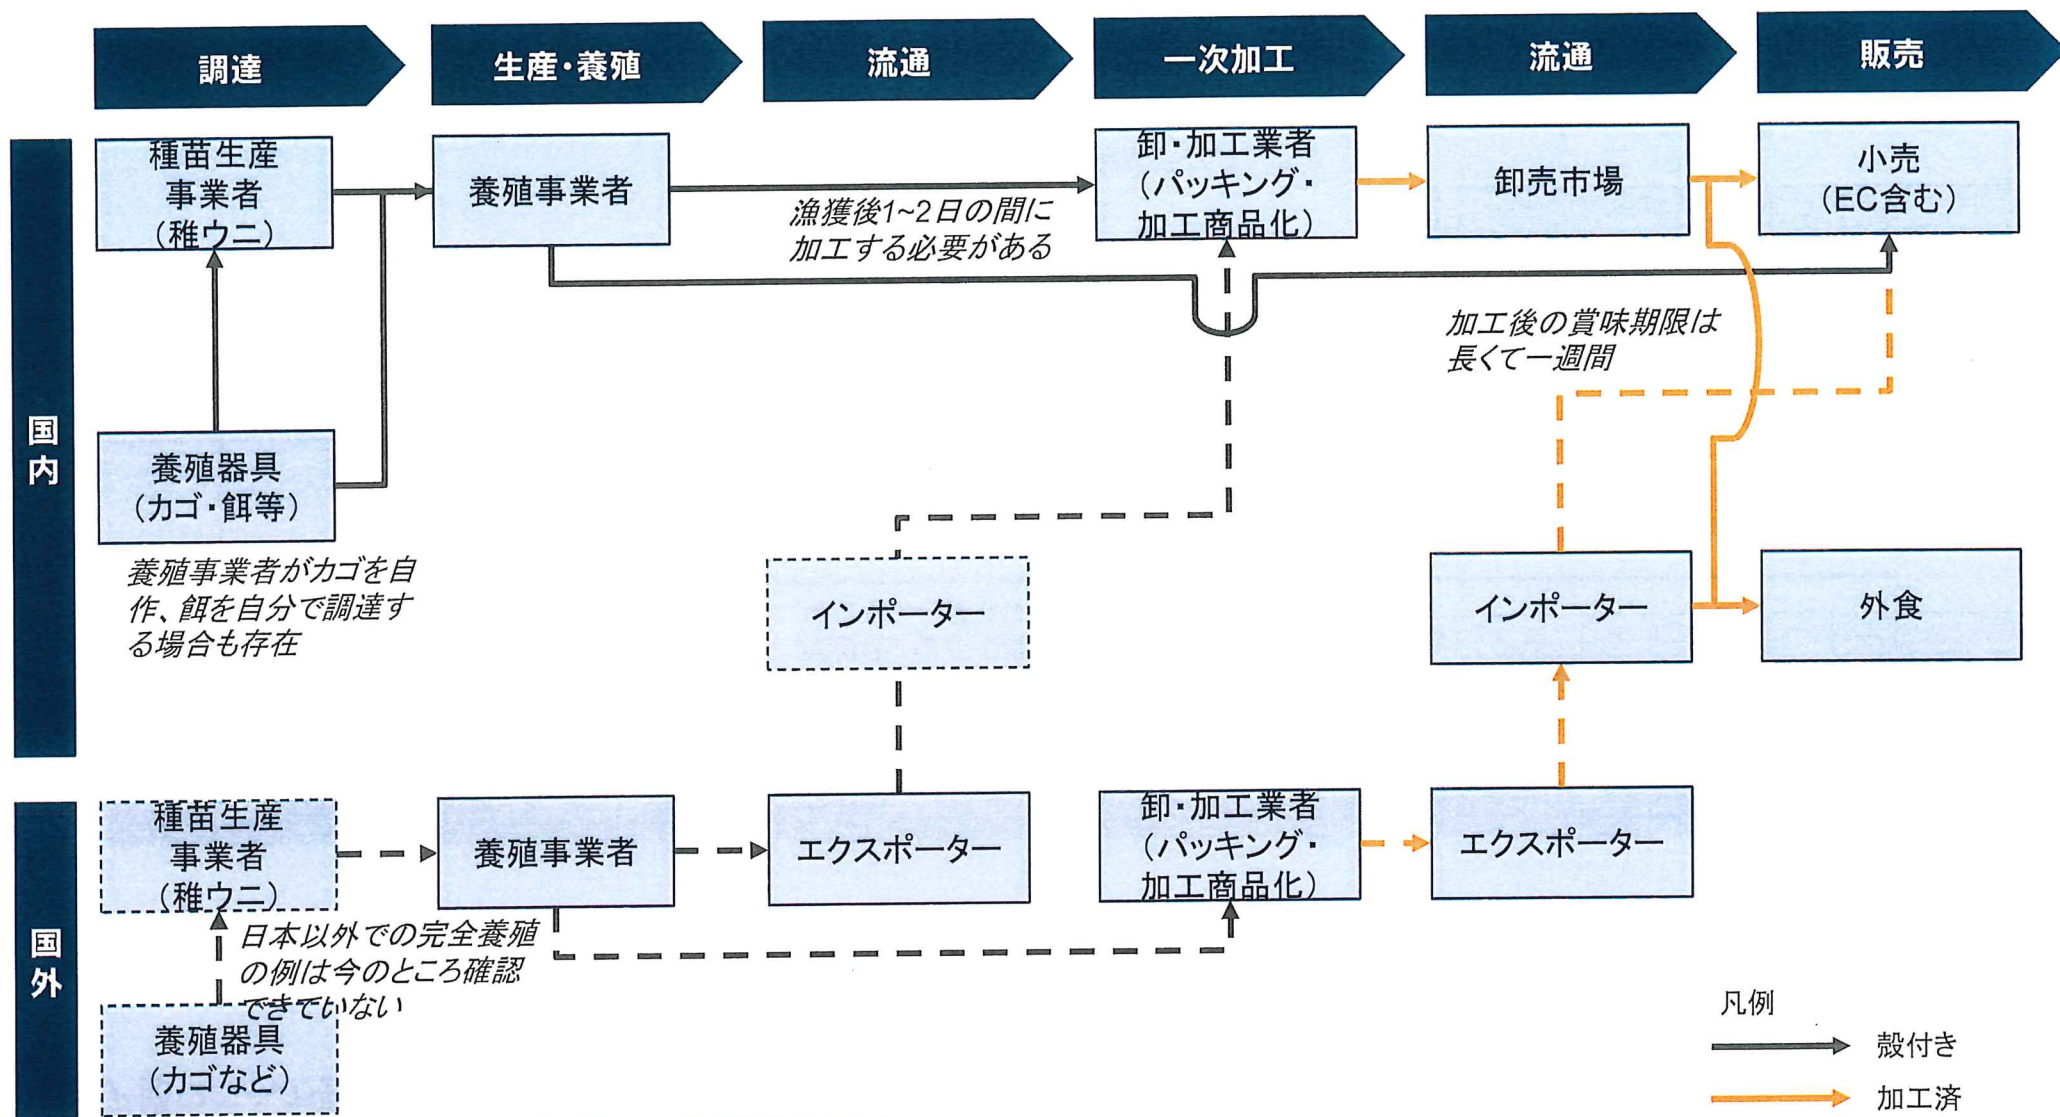 調達
生産・養殖
流通
一次加工
流通
販売
国内
種苗生産
事業者
（稚ウニ）
養殖事業者
漁獲後1~2日の間に
加工する必要がある
卸・加工業者
（パッキング・
加工商品化）
卸売市場
小売
（EC含む）
加工後の賞味期限は
長くて一週間
養殖器具
（カゴ・餌等）
養殖事業者がカゴを自
作、餌を自分で調達す
る場合も存在
インポーター
インポーター
外食
国外
種苗生産
事業者
（稚ウニ）
養殖事業者
エクスポーター
卸・加工業者
（パッキング・
加工商品化）
エクスポーター
日本以外での完全養殖
の例は今のところ確認
できていない
養殖器具
（カゴなど）
凡例
殻付き
加工済